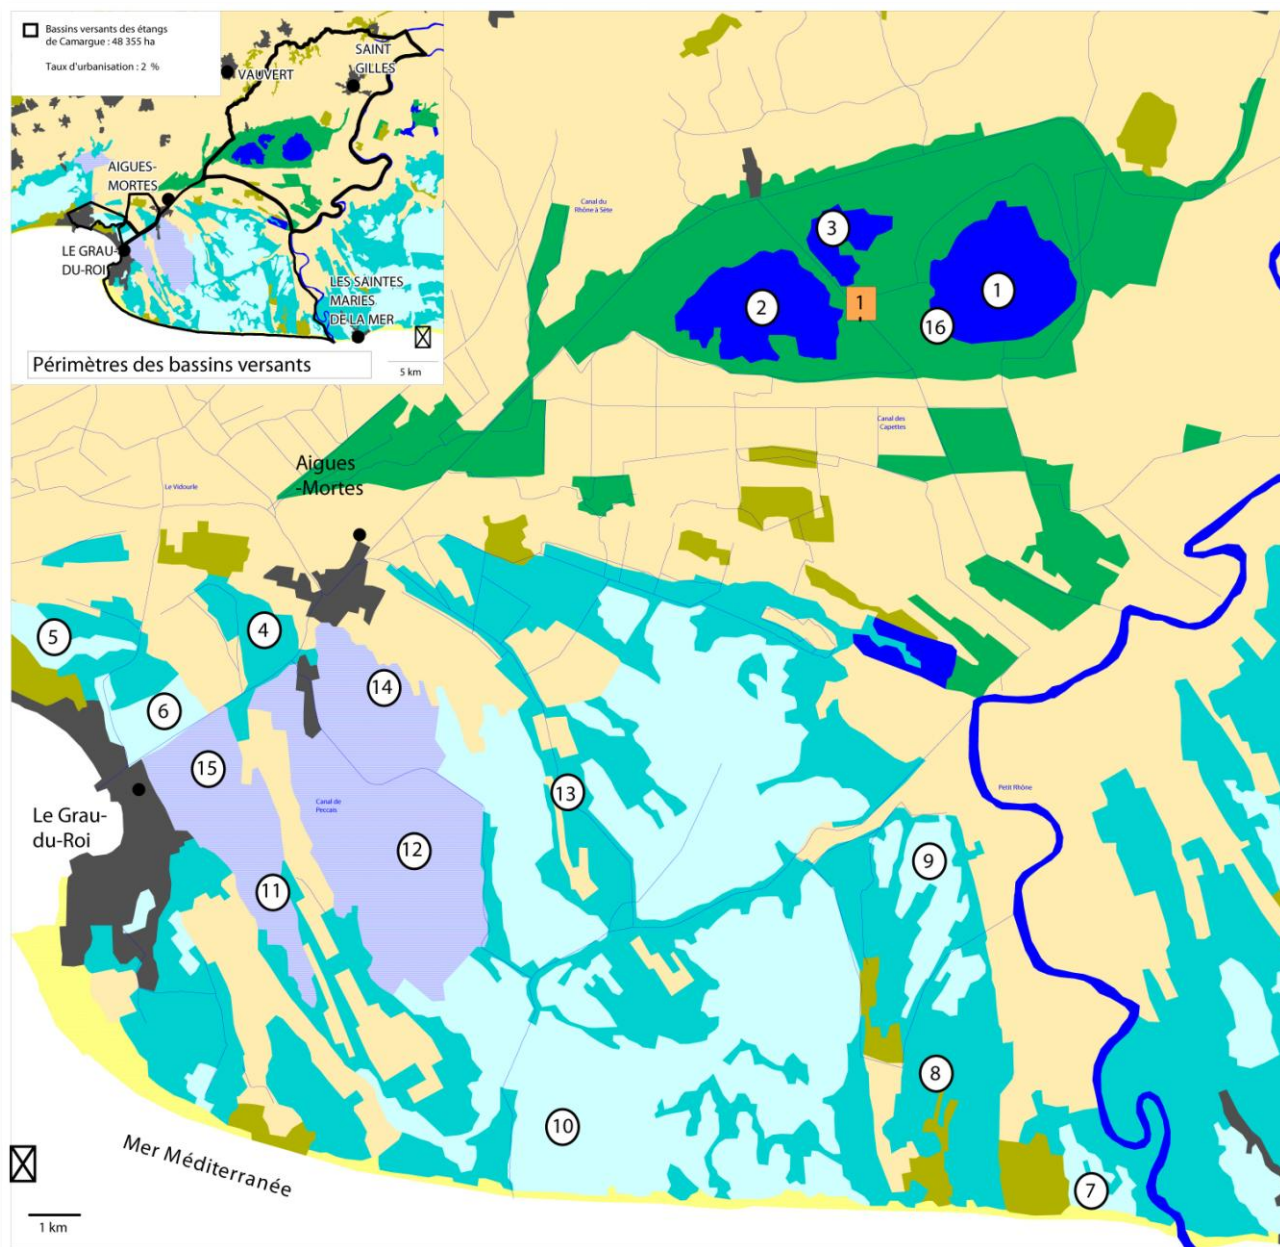 Bassins versants des étangs
de Camargue : 48 355 ha
Taux d'urbanisation : 2 %
SAINT
GILLES
VAUVERT
AIGUES-
MORTES
LE GRAU-
DU-ROI
LES SAINTES
MARIES
DE LA MER
Périmètres des bassins versants
5 km
Canal du
Rhône à Sète
3
1
2
1
16
Canal des
Capettes
Aigues
-Mortes
Le Vidourle
4
5
14
6
15
13
Petit Rhône
Canal de
Peccais
Le Grau-
du-Roi
12
9
11
8
10
Mer Méditerranée
7
1 km